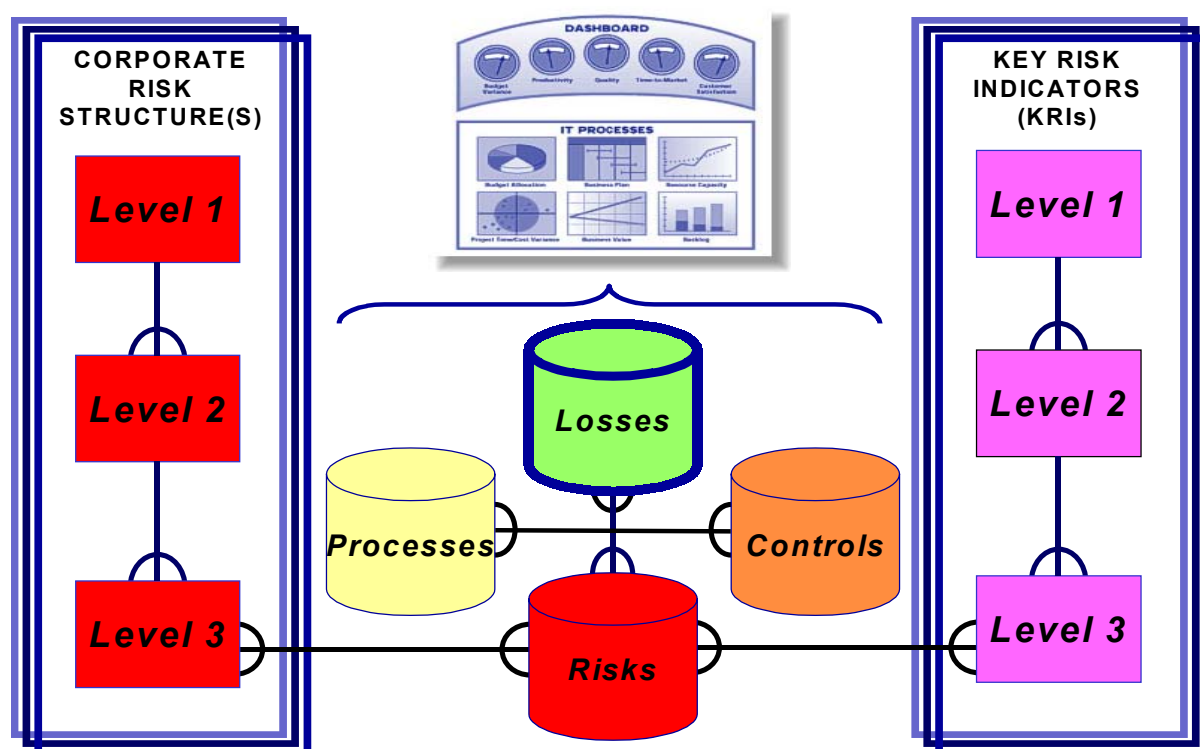 CORPORATE
RISK
STRUCTURE(S)
Level 1
Level 2
Level 3
DASHBOARD
Budget
Variance
Productivity
Quality
Time-to-Market
Customer
Satisfaction
IT PROCESSES
Budget Allocation
Business Plan
Resource Capacity
Project Time/Cost Variance
Business Value
Backlog
Losses
Processes
Controls
Risks
KEY RISK
INDICATORS
(KRIs)
Level 1
Level 2
Level 3